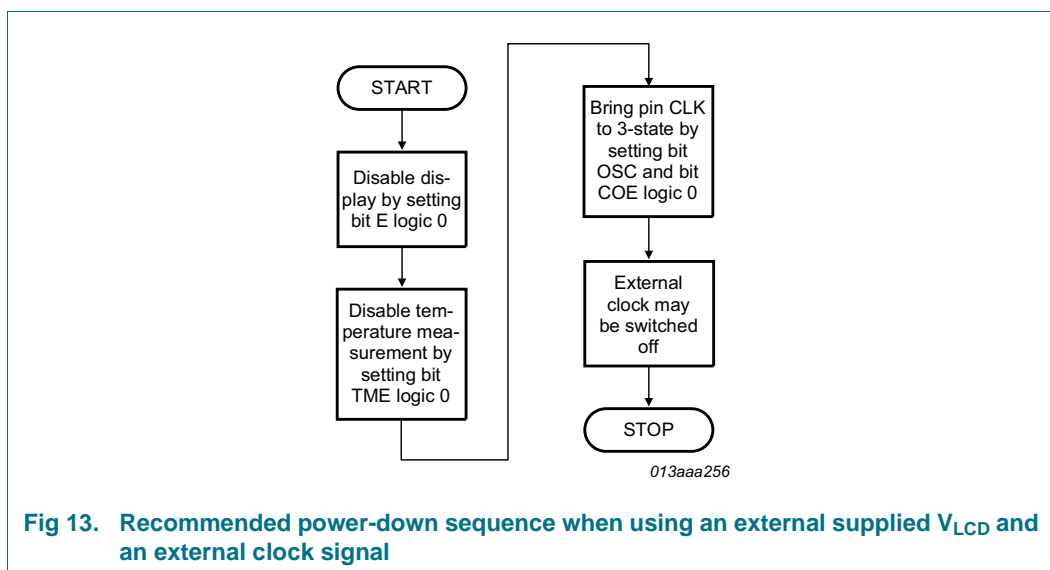 START
Disable dis-
play by setting
bit E logic 0
Disable tem-
perature mea-
surement by
setting bit
TME logic 0
Bring pin CLK
to 3-state by
setting bit
OSC and bit
COE logic 0
External
clock may
be switched
off
STOP
013aaa256
Fig 13. Recommended power-down sequence when using an external supplied VLCD and
an external clock signal